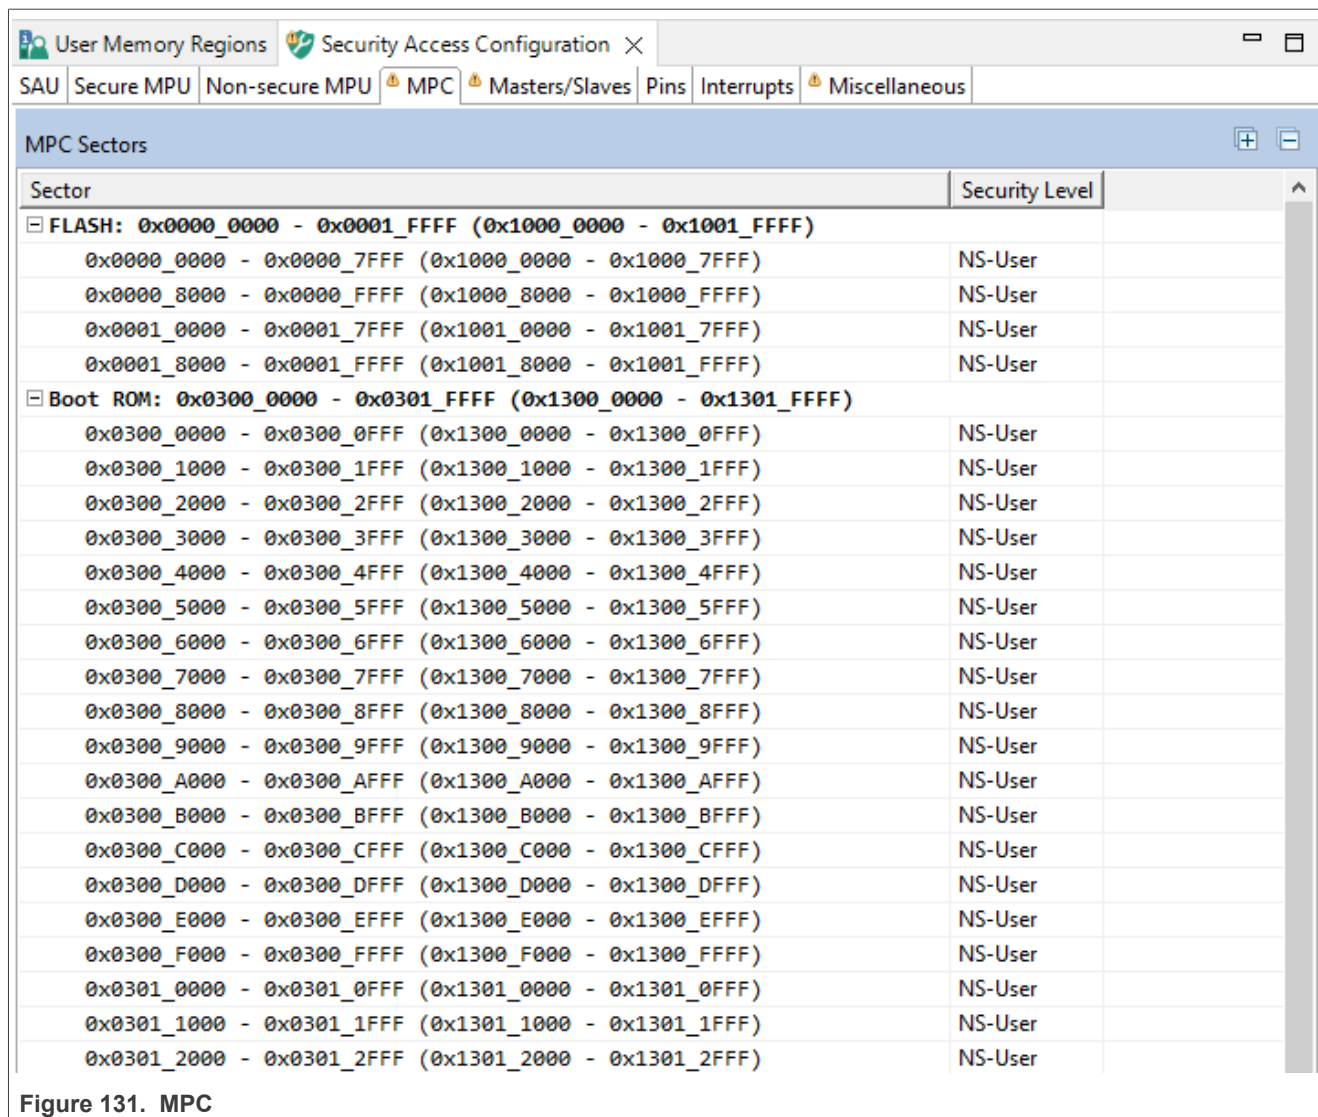 User Memory Regions Security Access Configuration
SAU Secure MPU Non-secure MPU MPC Masters/Slaves Pins Interrupts Miscellaneous
MPC Sectors
Sector Security Level
FLASH: 0x0000_0000 - 0x0001_FFFF (0x1000_0000 - 0x1001_FFFF)
0x0000_0000 - 0x0000_7FFF (0x1000_0000 - 0x1000_7FFF) NS-User
0x0000_8000 - 0x0000_FFFF (0x1000_8000 - 0x1000_FFFF) NS-User
0x0001_0000 - 0x0001_7FFF (0x1001_0000 - 0x1001_7FFF) NS-User
0x0001_8000 - 0x0001_FFFF (0x1001_8000 - 0x1001_FFFF) NS-User
Boot ROM: 0x0300_0000 - 0x0301_FFFF (0x1300_0000 - 0x1301_FFFF)
0x0300_0000 - 0x0300_0FFF (0x1300_0000 - 0x1300_0FFF) NS-User
0x0300_1000 - 0x0300_1FFF (0x1300_1000 - 0x1300_1FFF) NS-User
0x0300_2000 - 0x0300_2FFF (0x1300_2000 - 0x1300_2FFF) NS-User
0x0300_3000 - 0x0300_3FFF (0x1300_3000 - 0x1300_3FFF) NS-User
0x0300_4000 - 0x0300_4FFF (0x1300_4000 - 0x1300_4FFF) NS-User
0x0300_5000 - 0x0300_5FFF (0x1300_5000 - 0x1300_5FFF) NS-User
0x0300_6000 - 0x0300_6FFF (0x1300_6000 - 0x1300_6FFF) NS-User
0x0300_7000 - 0x0300_7FFF (0x1300_7000 - 0x1300_7FFF) NS-User
0x0300_8000 - 0x0300_8FFF (0x1300_8000 - 0x1300_8FFF) NS-User
0x0300_9000 - 0x0300_9FFF (0x1300_9000 - 0x1300_9FFF) NS-User
0x0300_A000 - 0x0300_AFFF (0x1300_A000 - 0x1300_AFFF) NS-User
0x0300_B000 - 0x0300_BFFF (0x1300_B000 - 0x1300_BFFF) NS-User
0x0300_C000 - 0x0300_CFFF (0x1300_C000 - 0x1300_CFFF) NS-User
0x0300_D000 - 0x0300_DFFF (0x1300_D000 - 0x1300_DFFF) NS-User
0x0300_E000 - 0x0300_EFFF (0x1300_E000 - 0x1300_EFFF) NS-User
0x0300_F000 - 0x0300_FFFF (0x1300_F000 - 0x1300_FFFF) NS-User
0x0301_0000 - 0x0301_0FFF (0x1301_0000 - 0x1301_0FFF) NS-User
0x0301_1000 - 0x0301_1FFF (0x1301_1000 - 0x1301_1FFF) NS-User
0x0301_2000 - 0x0301_2FFF (0x1301_2000 - 0x1301_2FFF) NS-User
Figure 131. MPC